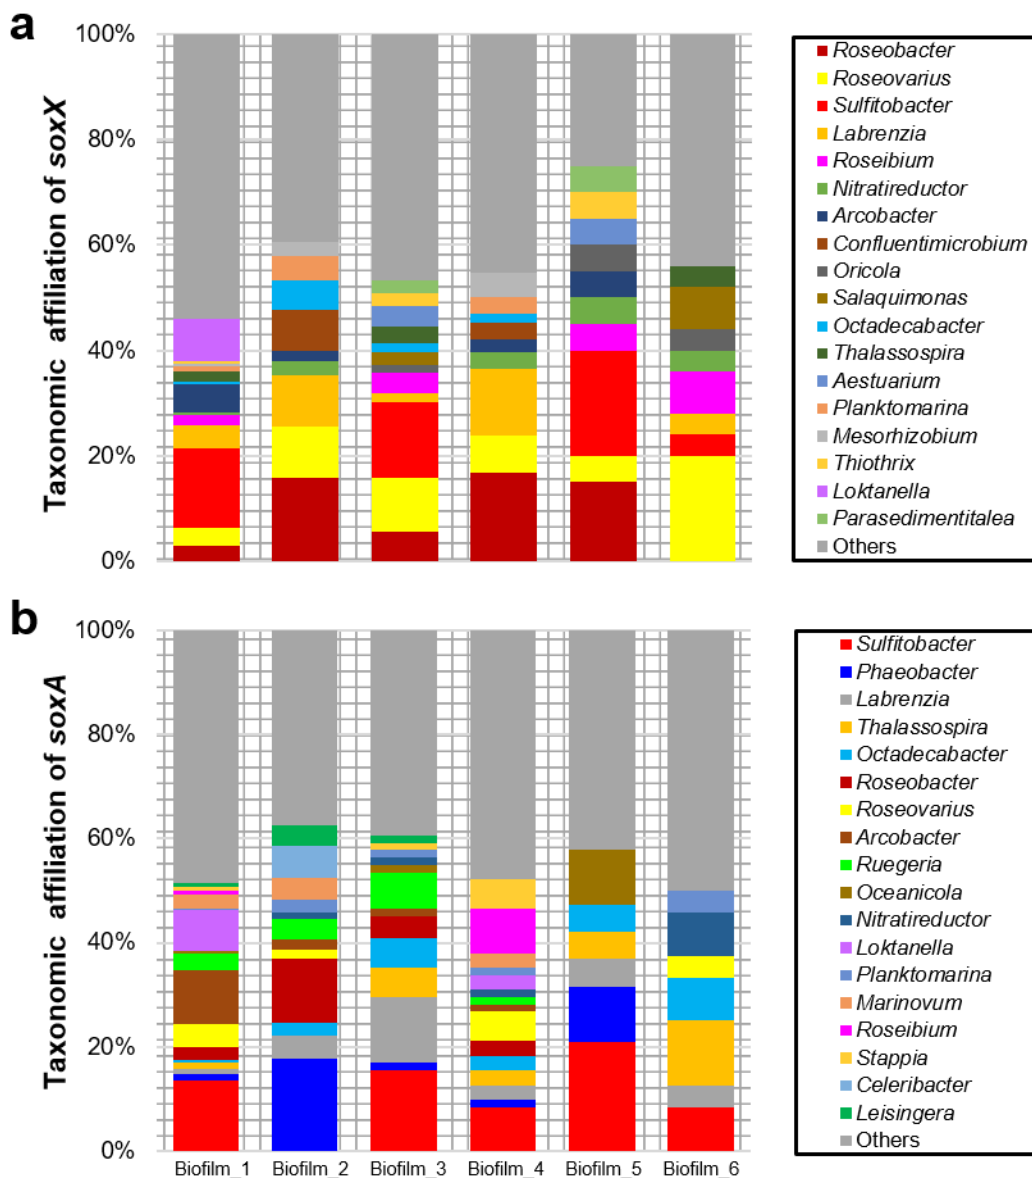 a
Taxonomic affiliation of soxX
100%
80%
60%
40%
20%
0%
Roseobacter
Roseovarius
Sulfitobacter
Labrenzia
Roseibium
Nitratireductor
Arcobacter
Confluentimicrobium
Oricola
Salaquimonas
Octadecabacter
Thalassospira
Aestuarium
Planktomarina
Mesorhizobium
Thiothrix
Loktanella
Parasedimentitalea
Others
b
Taxonomic affiliation of soxA
100%
80%
60%
40%
20%
0%
Biofilm_1 Biofilm_2 Biofilm_3 Biofilm_4 Biofilm_5 Biofilm_6
Sulfitobacter
Phaeobacter
Labrenzia
Thalassospira
Octadecabacter
Roseobacter
Roseovarius
Arcobacter
Ruegeria
Oceanicola
Nitratireductor
Loktanella
Planktomarina
Marinovum
Roseibium
Stappia
Celeribacter
Leisingera
Others